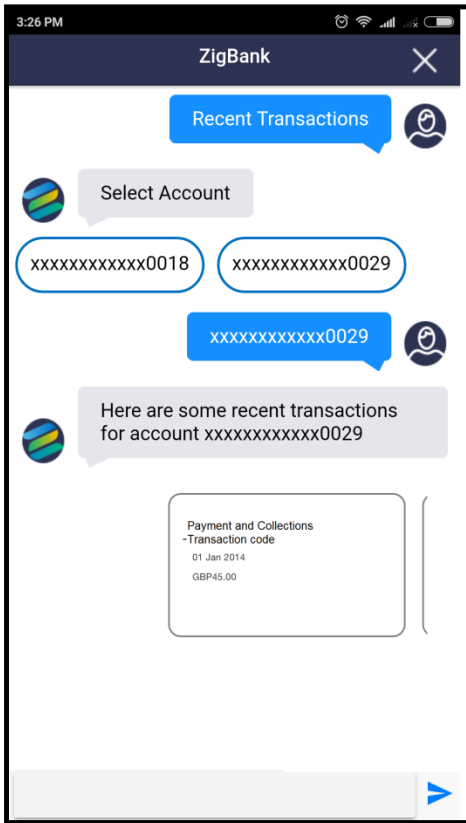 3:26 PM
ZigBank
Recent Transactions
Select Account
xxxxxxxxxxxx0018 xxxxxxxxxxxx0029
xxxxxxxxxxxx0029
Here are some recent transactions
for account xxxxxxxxxxxx0029
Payment and Collections
-Transaction code
01 Jan 2014
GBP45.00